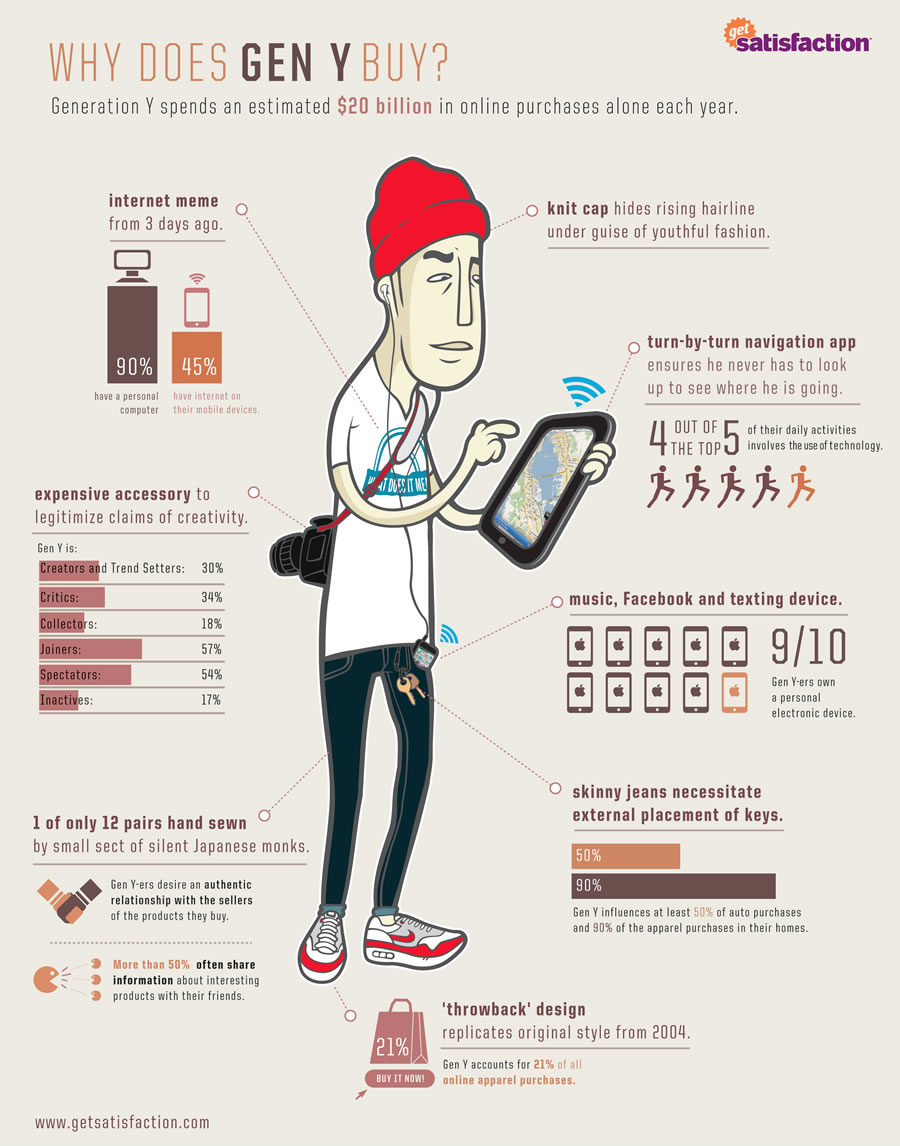 get
satisfaction
WHY DOES GEN Y BUY?
Generation Y spends an estimated $20 billion in online purchases alone each year.
internet meme
from 3 days ago.
90%
45%
have a personal
computer
have internet on
their mobile devices.
knit cap hides rising hairline
under guise of youthful fashion.
turn-by-turn navigation app
ensures he never has to look
up to see where he is going.
4 OUT OF THE TOP 5
of their daily activities
involves the use of technology.
WHAT DOES IT ME
expensive accessory to
legitimize claims of creativity.
Gen Y is:
Creators and Trend Setters: 30%
Critics: 34%
Collectors: 18%
Joiners: 57%
Spectators: 54%
Inactives: 17%
music, Facebook and texting device.
9/10
Gen Y-ers own
a personal
electronic device.
skinny jeans necessitate
external placement of keys.
50%
90%
Gen Y influences at least 50% of auto purchases
and 90% of the apparel purchases in their homes.
1 of only 12 pairs hand sewn
by small sect of silent Japanese monks.
Gen Y-ers desire an authentic
relationship with the sellers
of the products they buy.
More than 50% often share
information about interesting
products with their friends.
'throwback' design
replicates original style from 2004.
21%
BUY IT NOW!
Gen Y accounts for 21% of all
online apparel purchases.
www.getsatisfaction.com